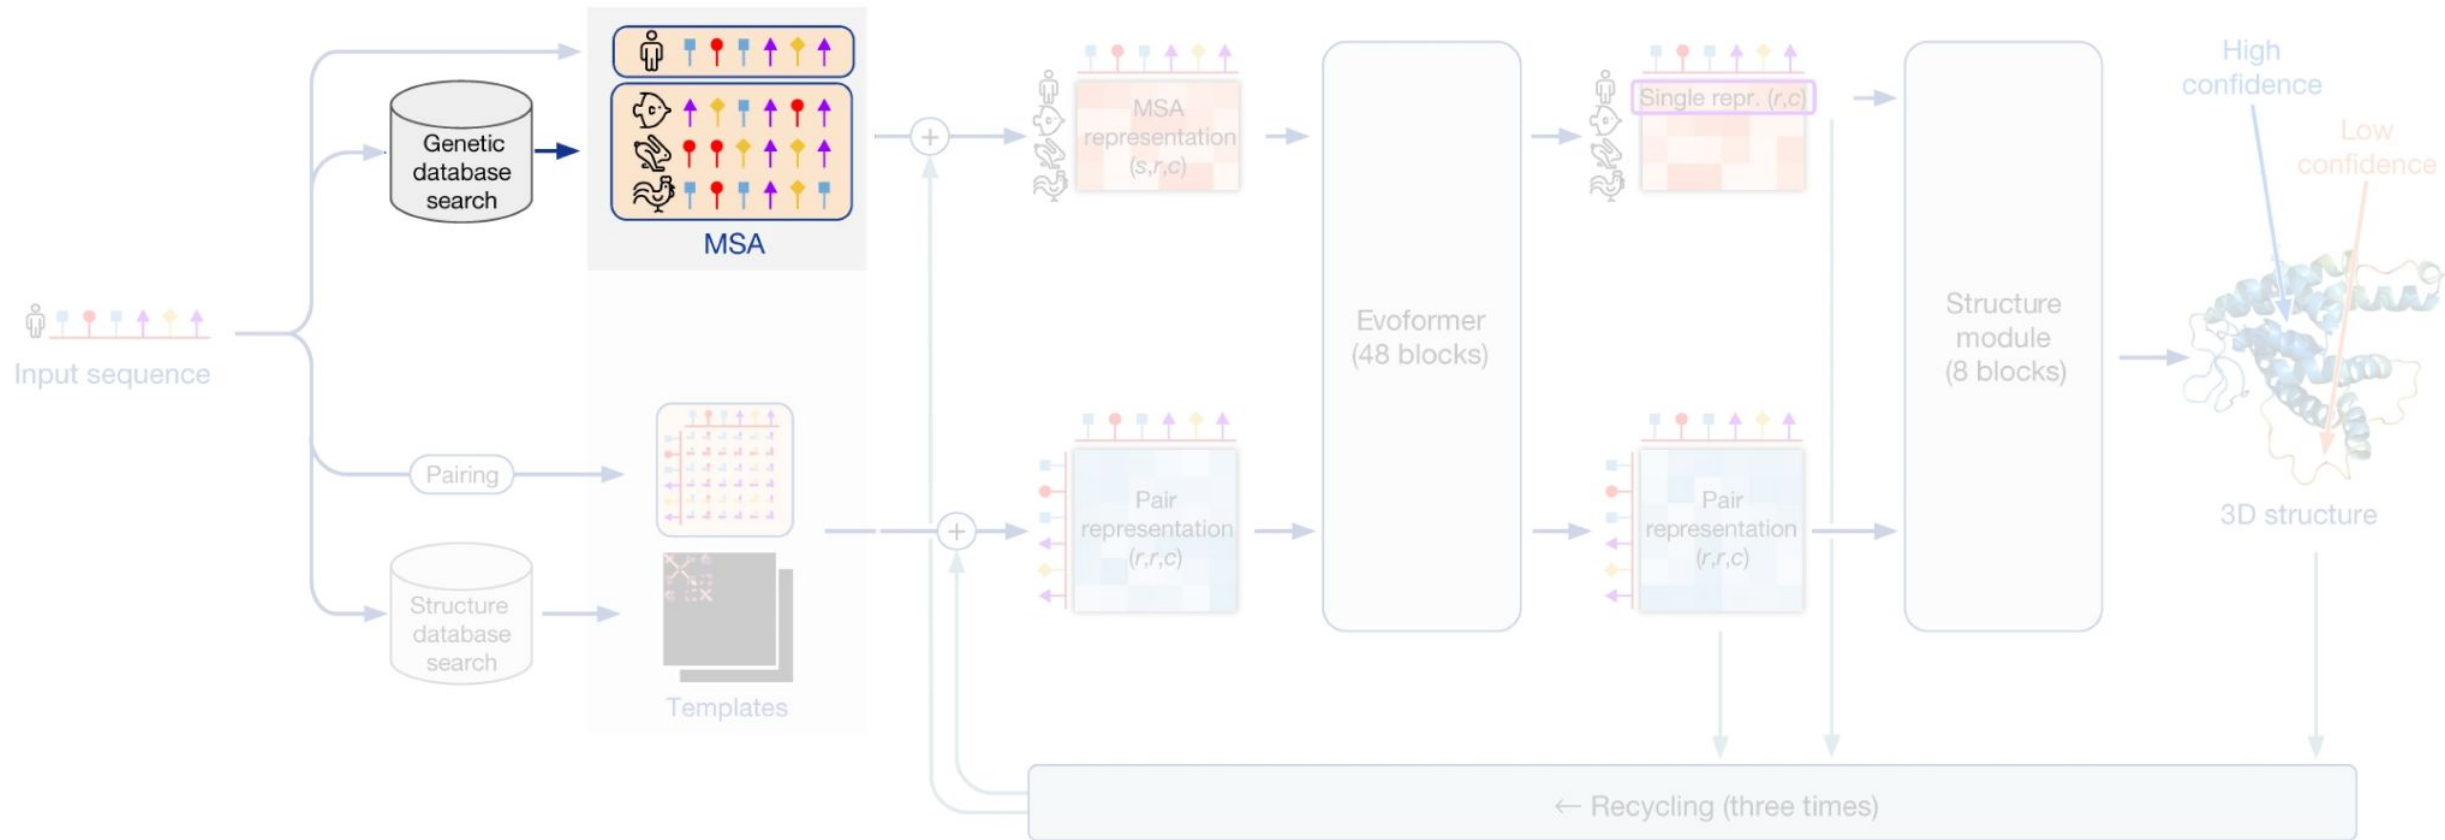 Genetic
database
search
MSA
Input sequence
Pairing
Structure
database
search
Templates
+
+
MSA
representation
(s,r,c)
Pair
representation
(r,r,c)
Evoformer
(48 blocks)
Single repr. (r,c)
Pair
representation
(r,r,c)
Structure
module
(8 blocks)
High
confidence
Low
confidence
3D structure
← Recycling (three times)